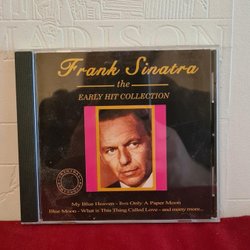 Frank Sinatra
the
EARLY HIT COLLECTION
My Blue Heaven - It's Only A Paper Moon
Blue Moon - What is This Thing Called Love - and many more...